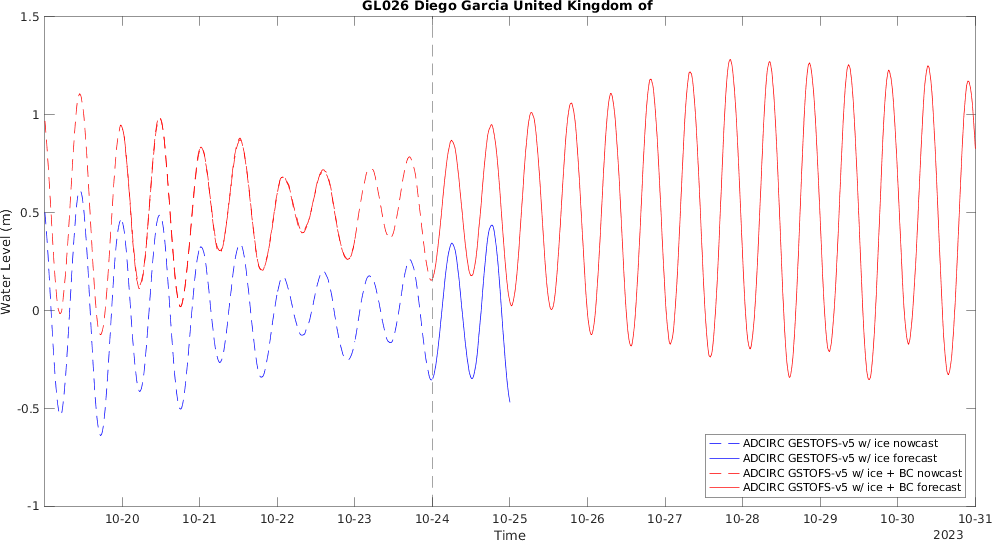 GL026 Diego Garcia United Kingdom of
Water Level (m)
1.5
1
0.5
0
-0.5
-1
10-20
10-21
10-22
10-23
10-24
10-25
10-26
10-27
10-28
10-29
10-30
10-31
Time
2023
ADCIRC GESTOFS-v5 w/ ice nowcast
ADCIRC GESTOFS-v5 w/ ice forecast
ADCIRC GSTOFS-v5 w/ ice + BC nowcast
ADCIRC GSTOFS-v5 w/ ice + BC forecast